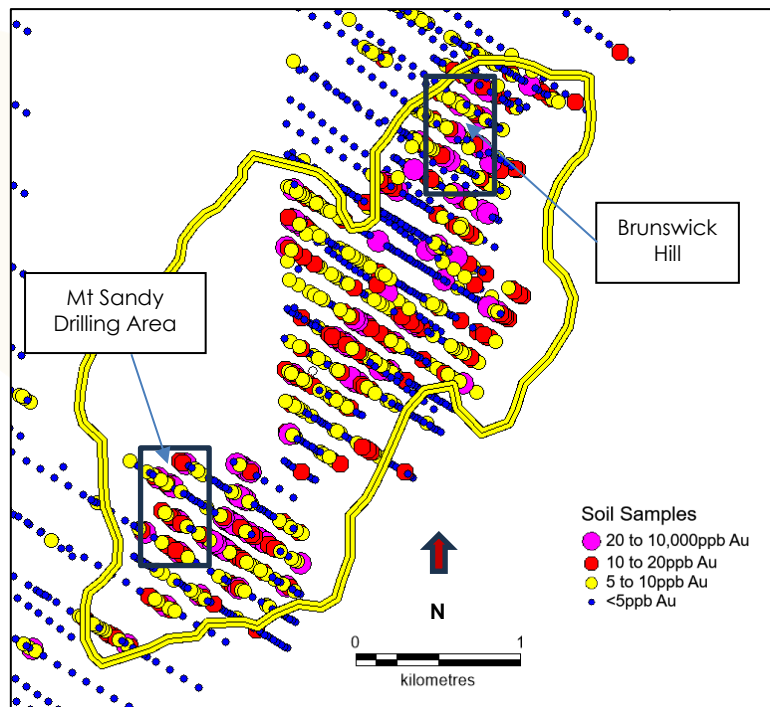 Brunswick
Hill
Mt Sandy
Drilling Area
Soil Samples
20 to 10,000ppb Au
10 to 20ppb Au
5 to 10ppb Au
<5ppb Au
N
0 1
kilometres